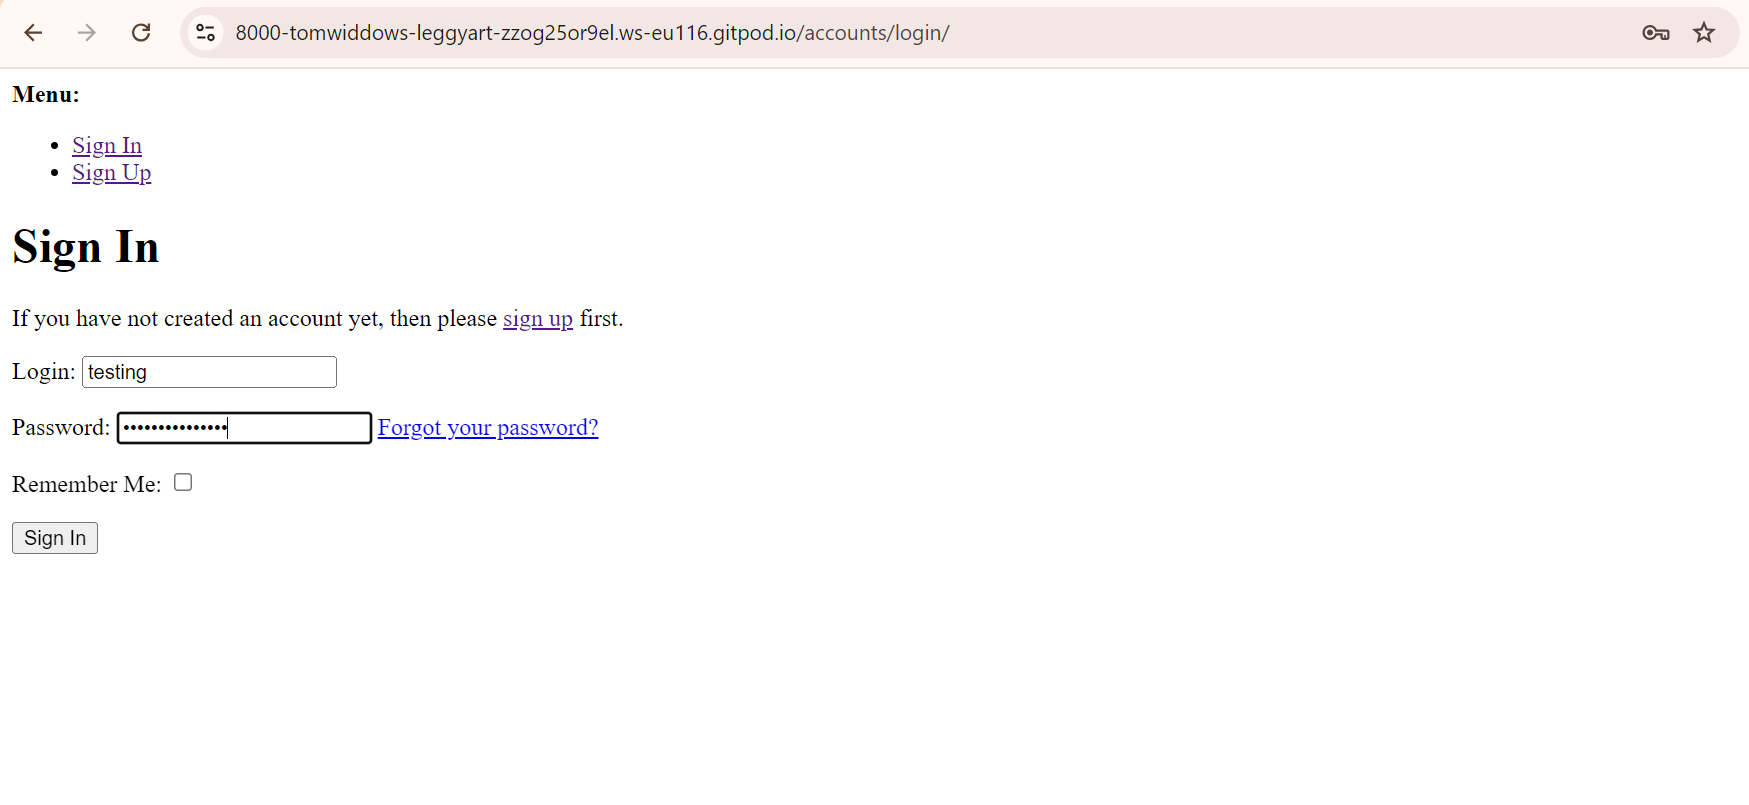 8000-tomwiddows-leggyart-zzog25or9el.ws-eu116.gitpod.io/accounts/login/
Menu:
Sign In
Sign Up
Sign In
If you have not created an account yet, then please sign up first.
Login: testing
Password: ••••••••••••••• Forgot your password?
Remember Me:
Sign In